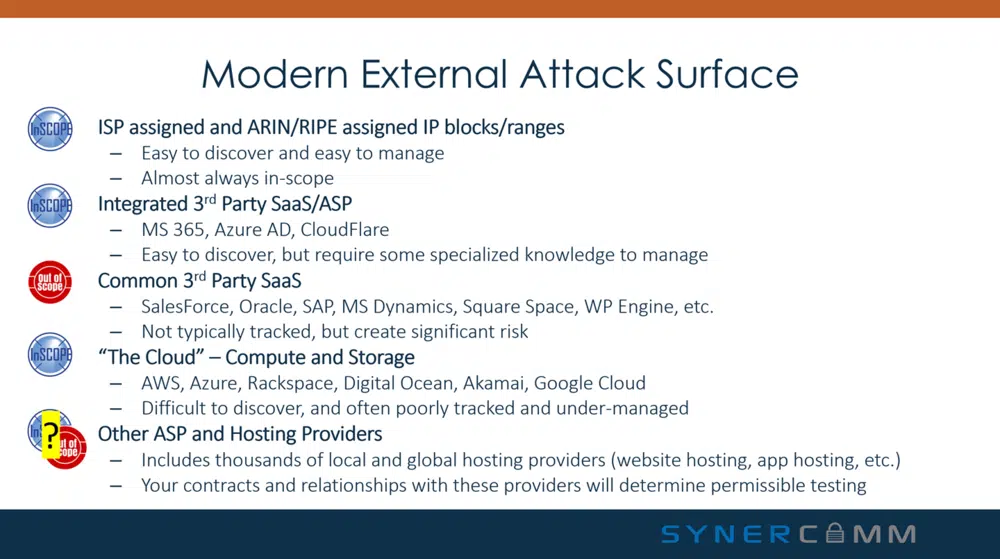 Modern External Attack Surface
InSCOPE
ISP assigned and ARIN/RIPE assigned IP blocks/ranges
– Easy to discover and easy to manage
– Almost always in-scope
InSCOPE
Integrated 3rd Party SaaS/ASP
– MS 365, Azure AD, CloudFlare
– Easy to discover, but require some specialized knowledge to manage
out of
scope
Common 3rd Party SaaS
– SalesForce, Oracle, SAP, MS Dynamics, Square Space, WP Engine, etc.
– Not typically tracked, but create significant risk
InSCOPE
“The Cloud” – Compute and Storage
– AWS, Azure, Rackspace, Digital Ocean, Akamai, Google Cloud
– Difficult to discover, and often poorly tracked and under-managed
?
out of
scope
Other ASP and Hosting Providers
– Includes thousands of local and global hosting providers (website hosting, app hosting, etc.)
– Your contracts and relationships with these providers will determine permissible testing
SYNERCOMM